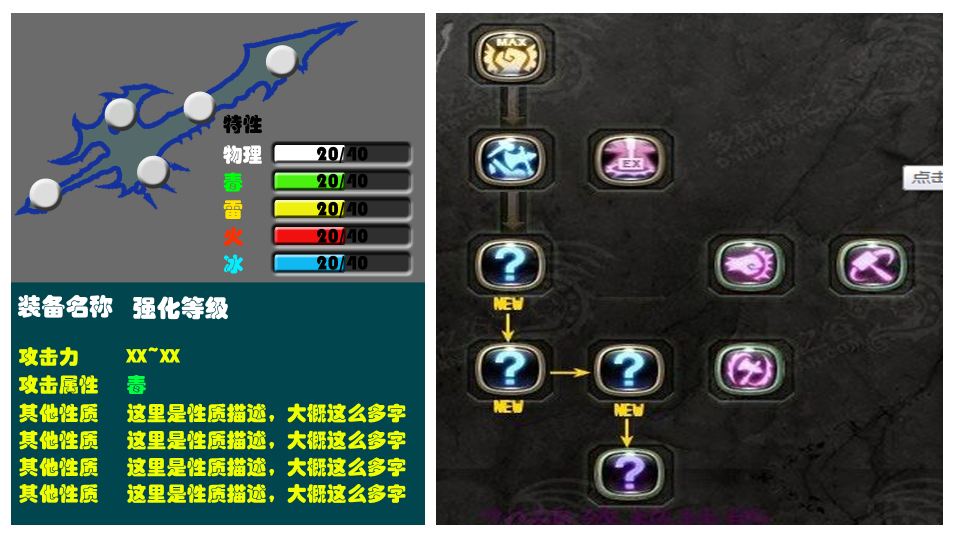 特性
物理 20/40
毒 20/40
雷 20/40
火 20/40
冰 20/40
装备名称 强化等级
攻击力 XX~XX
攻击属性 毒
其他性质 这里是性质描述，大概这么多字
其他性质 这里是性质描述，大概这么多字
其他性质 这里是性质描述，大概这么多字
其他性质 这里是性质描述，大概这么多字
MAX
EX
点击
?
NEW
? ?
NEW
NEW
?